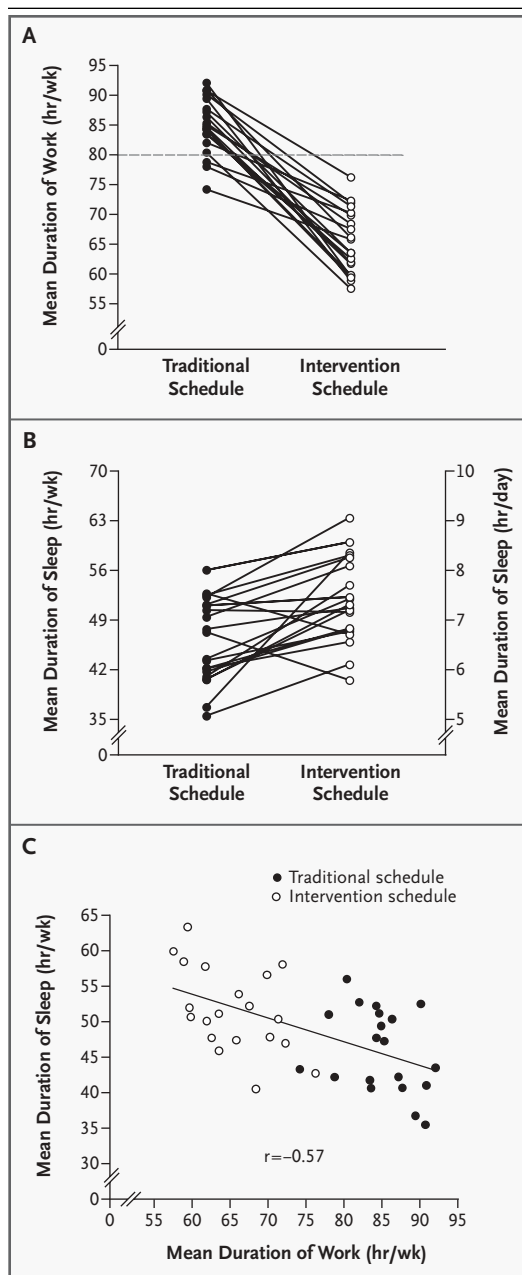 A
Mean Duration of Work (hr/wk)
95
90
85
80
75
70
65
60
55
0
Traditional Schedule
Intervention Schedule
B
Mean Duration of Sleep (hr/wk)
70
63
56
49
42
35
0
10
9
8
7
6
5
Mean Duration of Sleep (hr/day)
Traditional Schedule
Intervention Schedule
C
Traditional schedule
Intervention schedule
Mean Duration of Sleep (hr/wk)
65
60
55
50
45
40
35
30
0
r=–0.57
0 55 60 65 70 75 80 85 90 95
Mean Duration of Work (hr/wk)